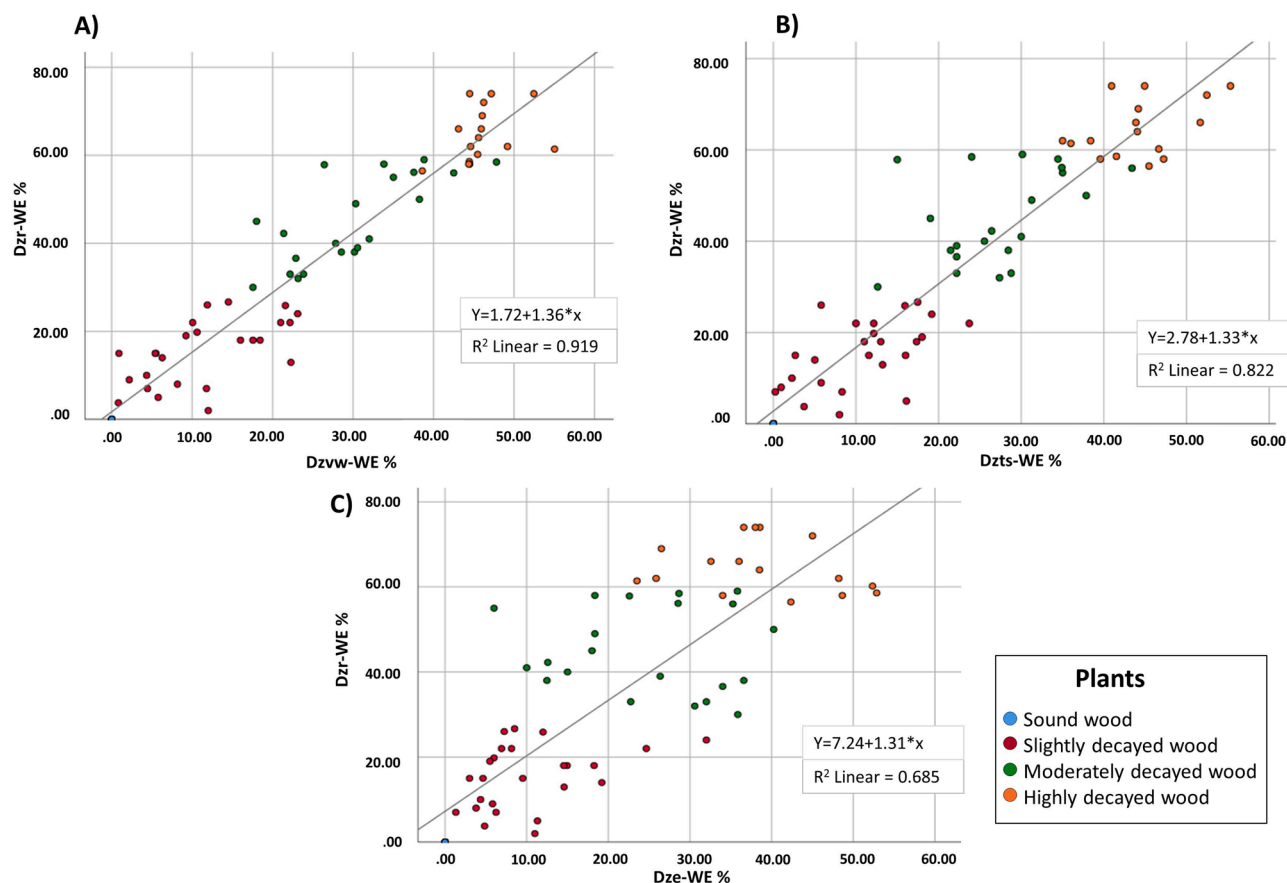 A)
80.00
60.00
40.00
20.00
.00
Dzr-WE %
.00 10.00 20.00 30.00 40.00 50.00 60.00
Dzvw-WE %
Y=1.72+1.36*x
R² Linear = 0.919
B)
80.00
60.00
40.00
20.00
.00
Dzr-WE %
.00 10.00 20.00 30.00 40.00 50.00 60.00
Dzts-WE %
Y=2.78+1.33*x
R² Linear = 0.822
C)
80.00
60.00
40.00
20.00
.00
Dzr-WE %
.00 10.00 20.00 30.00 40.00 50.00 60.00
Dze-WE %
Y=7.24+1.31*x
R² Linear = 0.685
Plants
Sound wood
Slightly decayed wood
Moderately decayed wood
Highly decayed wood